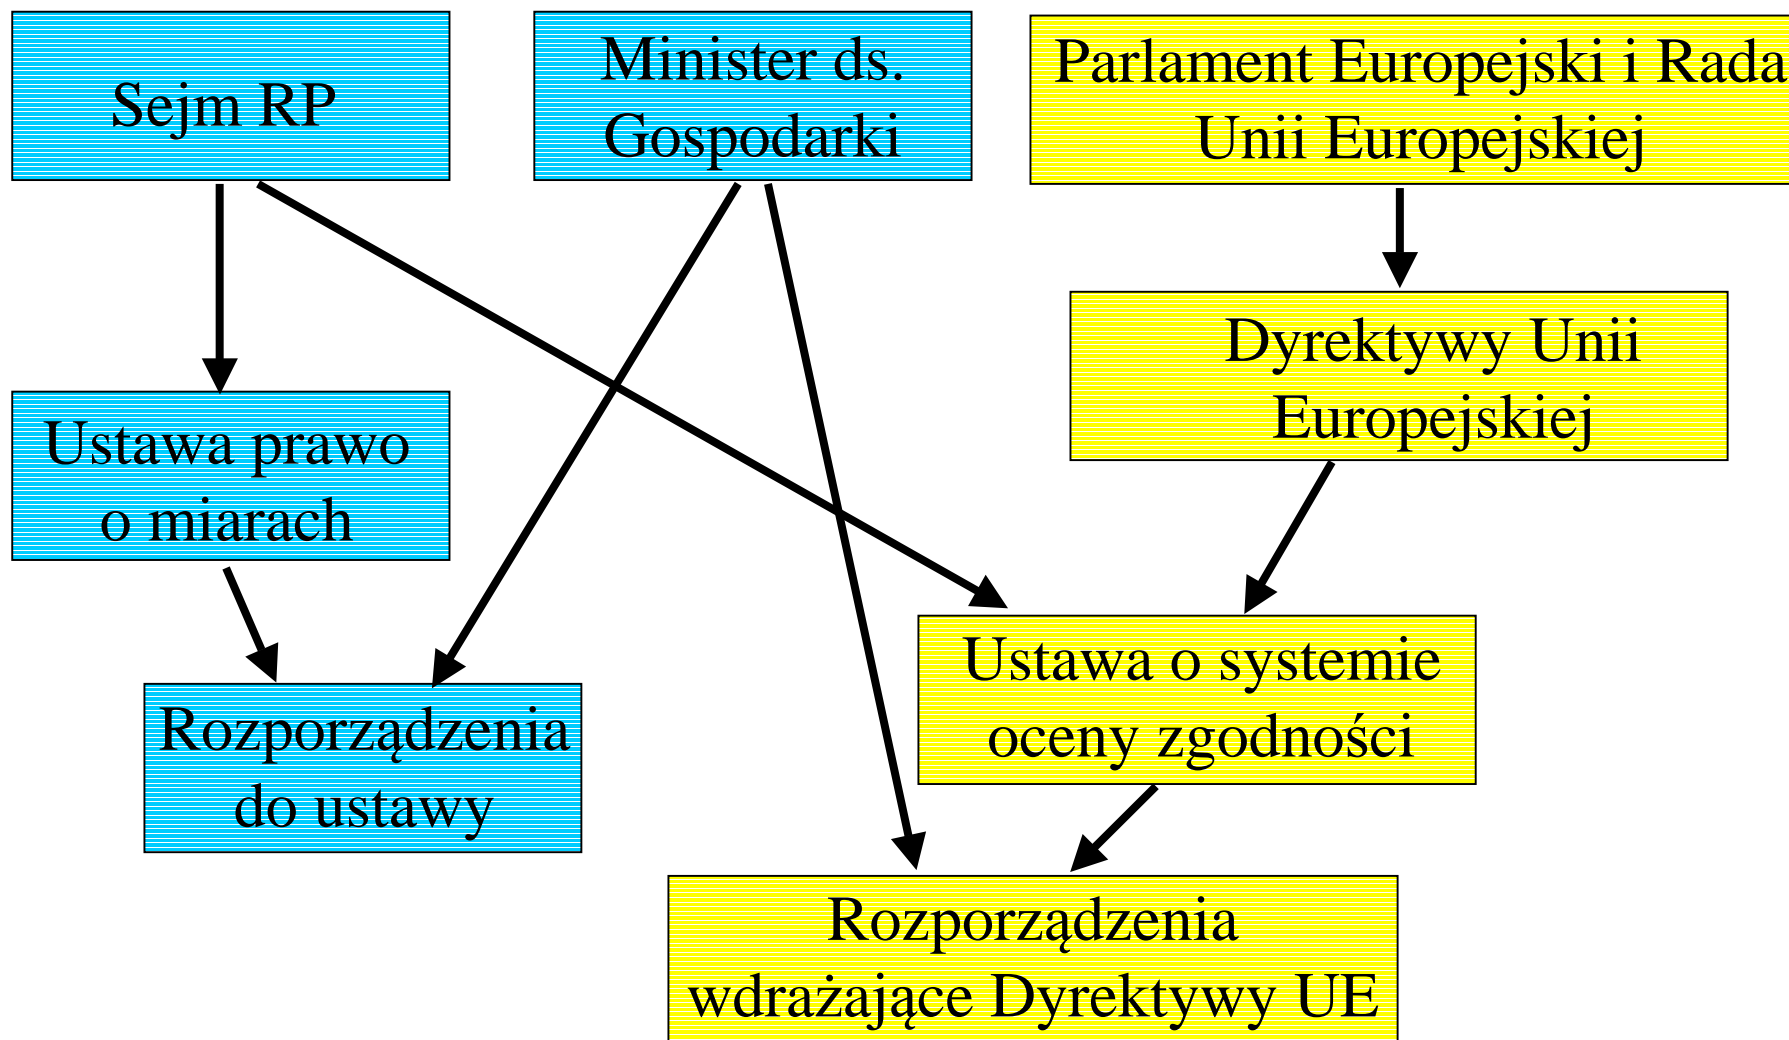 Sejm RP
Minister ds.
Gospodarki
Parlament Europejski i Rada
Unii Europejskiej
Dyrektywy Unii
Europejskiej
Ustawa prawo
o miarach
Ustawa o systemie
oceny zgodności
Rozporządzenia
do ustawy
Rozporządzenia
wdrażające Dyrektywy UE